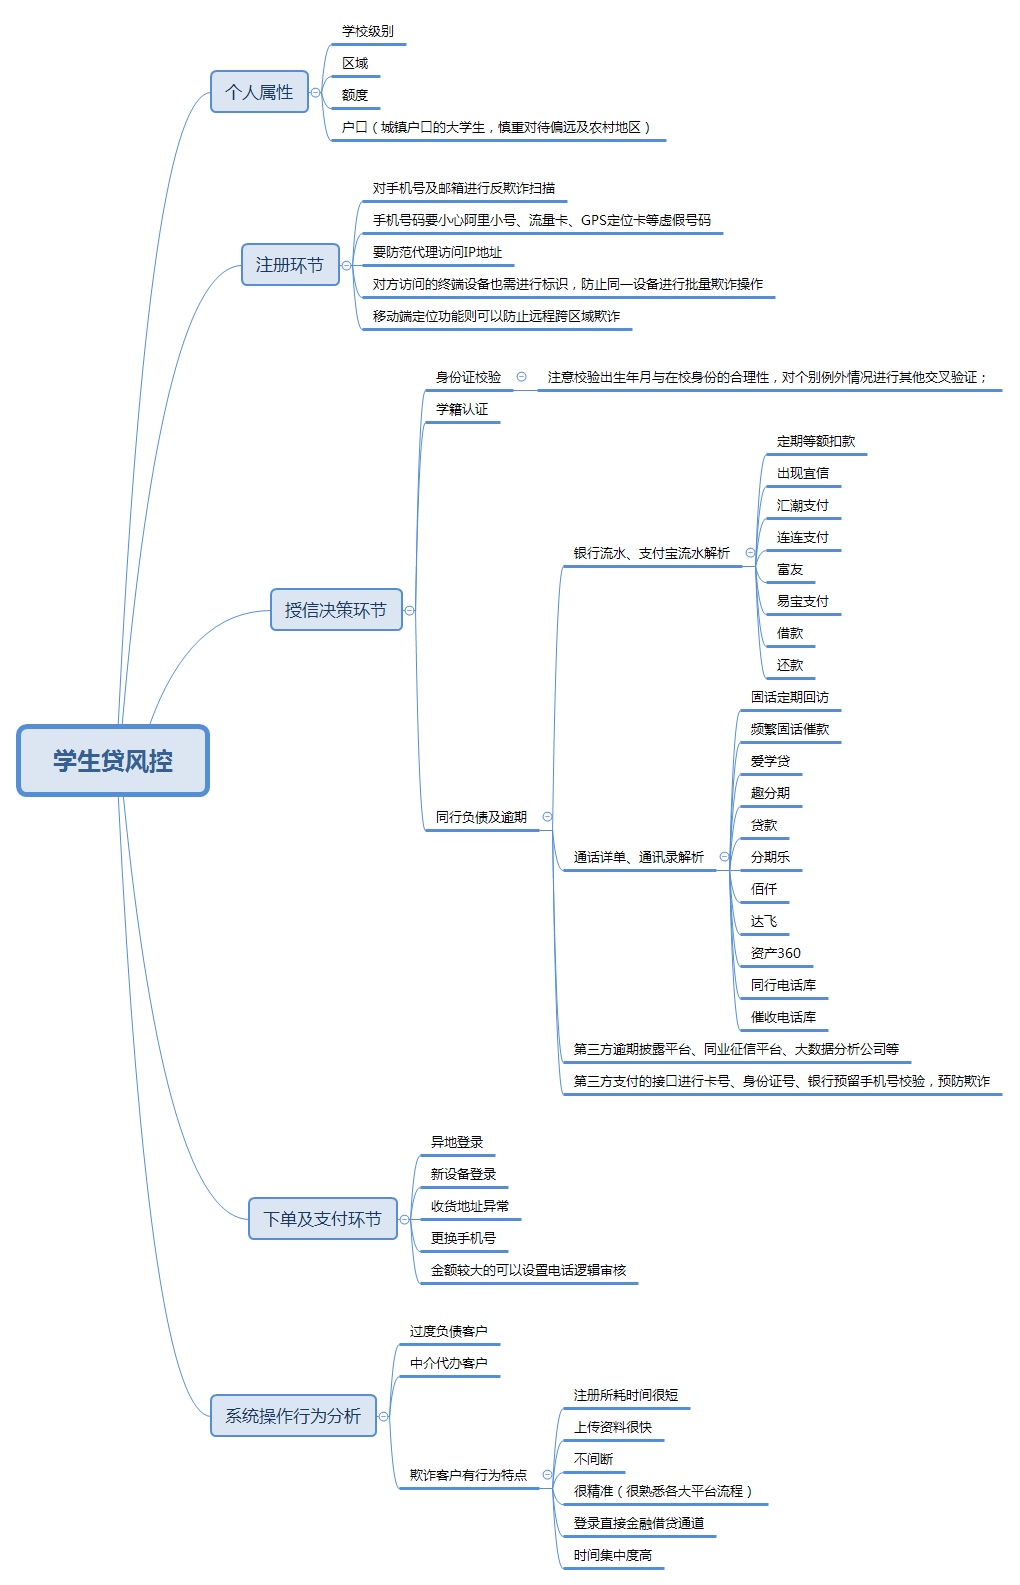 学校级别
区域
额度
户口（城镇户口的大学生，慎重对待偏远及农村地区）
个人属性
对手机号及邮箱进行反欺诈扫描
手机号码要小心阿里小号、流量卡、GPS定位卡等虚假号码
要防范代理访问IP地址
对方访问的终端设备也需进行标识，防止同一设备进行批量欺诈操作
移动端定位功能则可以防止远程跨区域欺诈
注册环节
身份证校验
注意校验出生年月与在校身份的合理性，对个别例外情况进行其他交叉验证；
学籍认证
定期等额扣款
出现宜信
汇潮支付
连连支付
富友
易宝支付
借款
还款
银行流水、支付宝流水解析
授信决策环节
固话定期回访
频繁固话催款
爱学贷
趣分期
贷款
分期乐
佰仟
达飞
资产360
同行电话库
催收电话库
学生贷风控
同行负债及逾期
通话详单、通讯录解析
第三方逾期披露平台、同业征信平台、大数据分析公司等
第三方支付的接口进行卡号、身份证号、银行预留手机号校验，预防欺诈
异地登录
新设备登录
收货地址异常
更换手机号
金额较大的可以设置电话逻辑审核
下单及支付环节
过度负债客户
中介代办客户
系统操作行为分析
欺诈客户有行为特点
注册所耗时间很短
上传资料很快
不间断
很精准（很熟悉各大平台流程）
登录直接金融借贷通道
时间集中度高